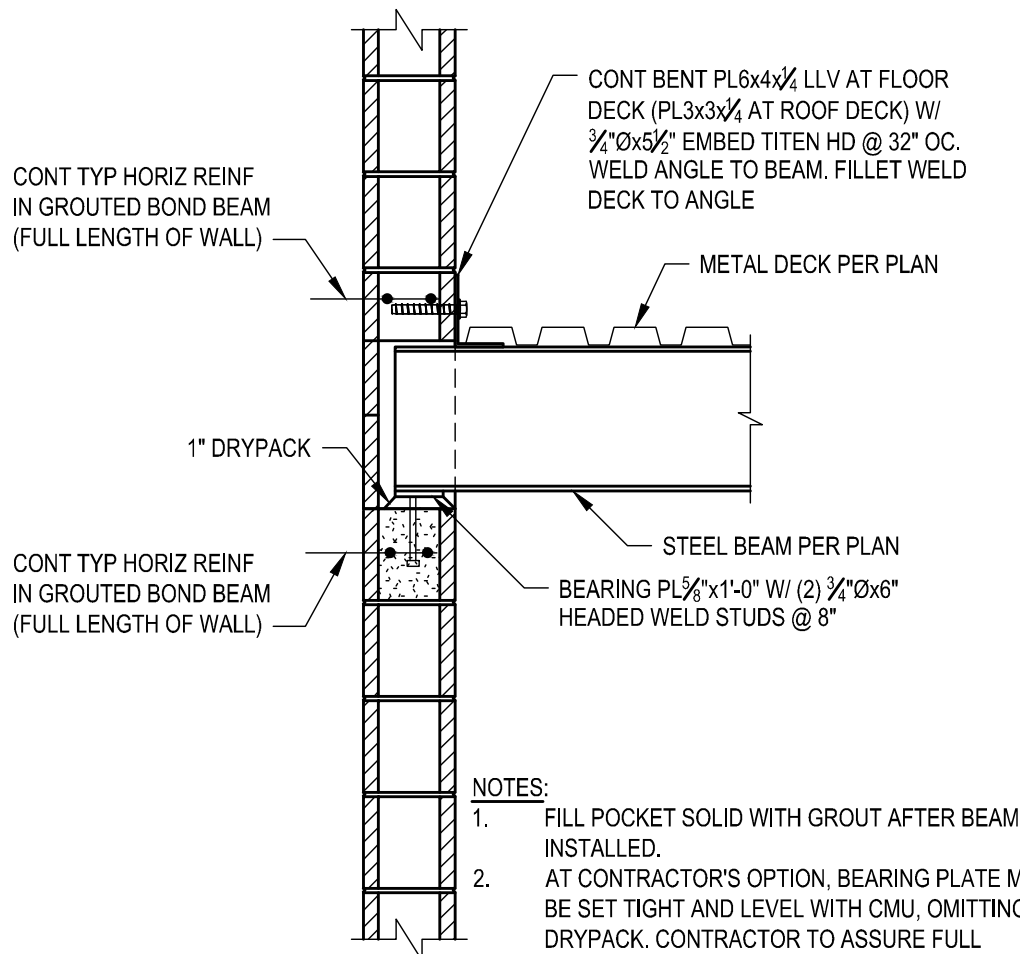 CONT BENT PL6x4x1/4 LLV AT FLOOR
DECK (PL3x3x1/4 AT ROOF DECK) W/
3/4"Øx5 1/2" EMBED TITEN HD @ 32" OC.
WELD ANGLE TO BEAM. FILLET WELD
DECK TO ANGLE
CONT TYP HORIZ REINF
IN GROUTED BOND BEAM
(FULL LENGTH OF WALL)
METAL DECK PER PLAN
1" DRYPACK
STEEL BEAM PER PLAN
CONT TYP HORIZ REINF
IN GROUTED BOND BEAM
(FULL LENGTH OF WALL)
BEARING PL5/8"x1'-0" W/ (2) 3/4"Øx6"
HEADED WELD STUDS @ 8"
NOTES:
1. FILL POCKET SOLID WITH GROUT AFTER BEAM
INSTALLED.
2. AT CONTRACTOR'S OPTION, BEARING PLATE
BE SET TIGHT AND LEVEL WITH CMU, OMITTING
DRYPACK. CONTRACTOR TO ASSURE FULL